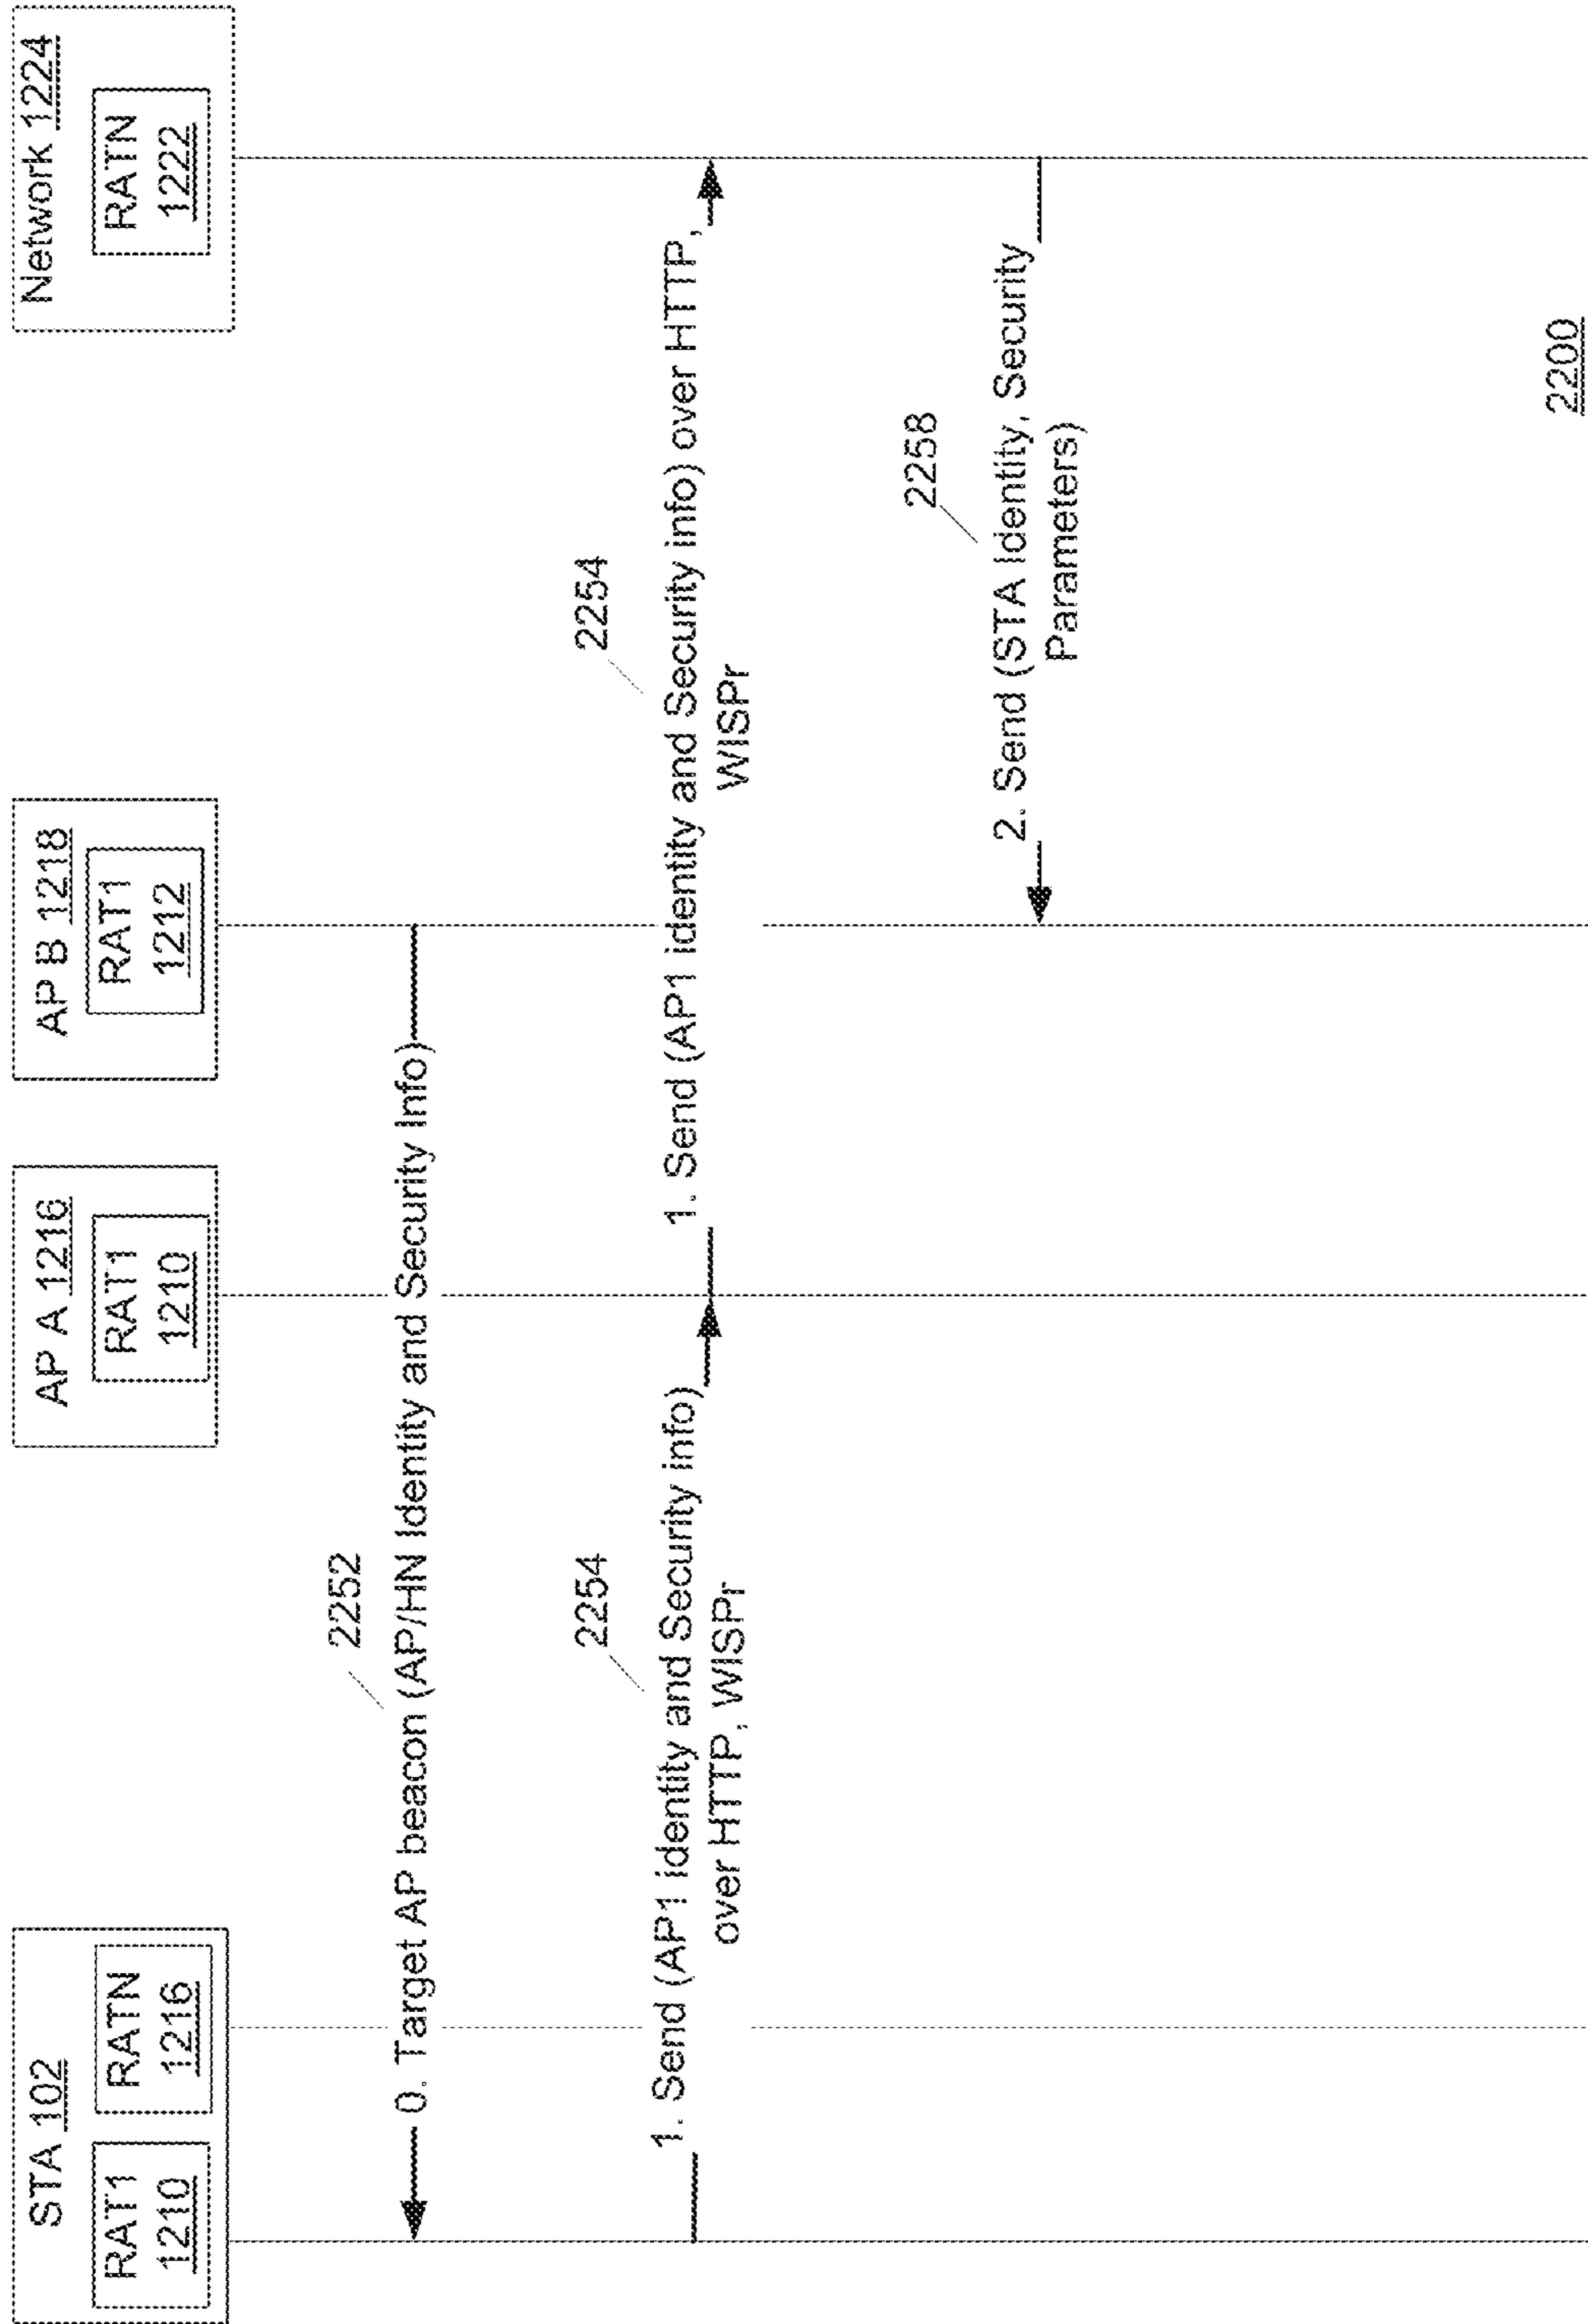 STA 102
RAT1
1210
RATN
1216
AP A 1216
RAT1
1210
AP B 1218
RAT1
1212
Network 1224
RATN
1222
2252
0. Target AP beacon (AP/HN Identity and Security Info)
2254
1. Send (AP1 identity and Security info)
over HTTP, WISPr
2254
1. Send (AP1 identity and Security info) over HTTP,
WISPr
2258
2. Send (STA Identity, Security
Parameters)
2200